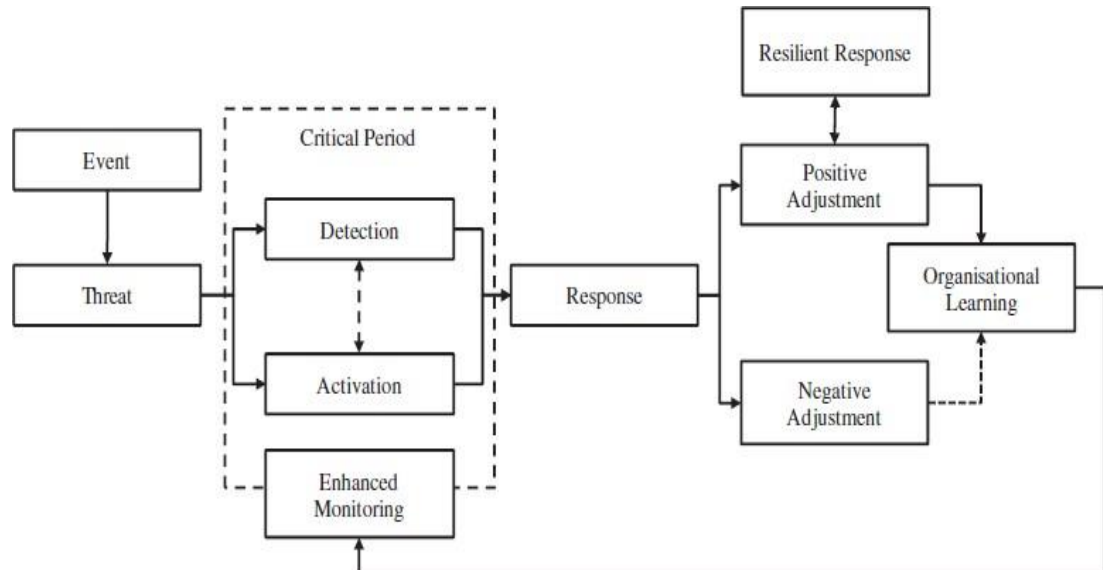 Resilient Response
Critical Period
Event
Positive
Adjustment
Detection
Threat
Response
Organisational
Learning
Activation
Negative
Adjustment
Enhanced
Monitoring